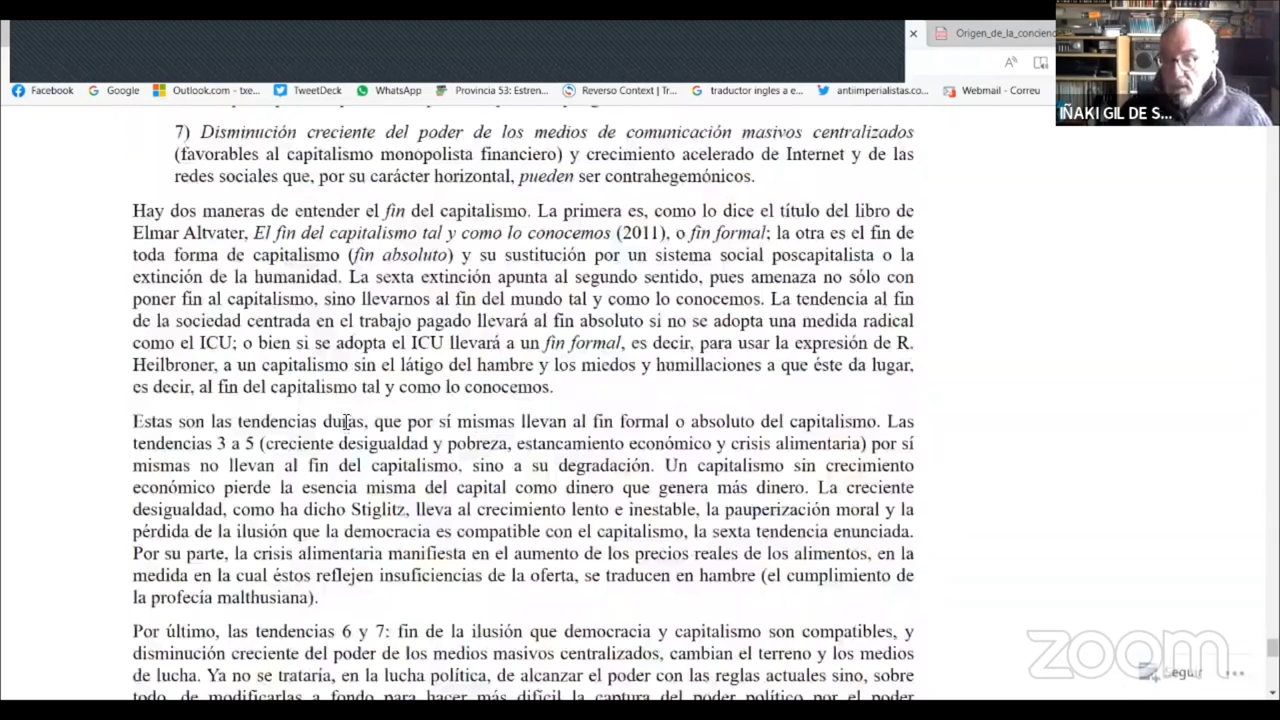 Origen_de_la_concien
Facebook
Google
Outlook.com - txe...
TweetDeck
WhatsApp
Provincia 53: Estren...
Reverso Context | Tr...
traductor ingles a e...
antiimperialistas.co...
Webmail - Correu
IÑAKI GIL DE S...
7) Disminución creciente del poder de los medios de comunicación masivos centralizados
(favorables al capitalismo monopolista financiero) y crecimiento acelerado de Internet y de las
redes sociales que, por su carácter horizontal, pueden ser contrahegemónicos.
Hay dos maneras de entender el fin del capitalismo. La primera es, como lo dice el título del libro de
Elmar Altvater, El fin del capitalismo tal y como lo conocemos (2011), o fin formal; la otra es el fin de
toda forma de capitalismo (fin absoluto) y su sustitución por un sistema social poscapitalista o la
extinción de la humanidad. La sexta extinción apunta al segundo sentido, pues amenaza no sólo con
poner fin al capitalismo, sino llevarnos al fin del mundo tal y como lo conocemos. La tendencia al fin
de la sociedad centrada en el trabajo pagado llevará al fin absoluto si no se adopta una medida radical
como el ICU; o bien si se adopta el ICU llevará a un fin formal, es decir, para usar la expresión de R.
Heilbroner, a un capitalismo sin el látigo del hambre y los miedos y humillaciones a que éste da lugar,
es decir, al fin del capitalismo tal y como lo conocemos.
Estas son las tendencias duras, que por sí mismas llevan al fin formal o absoluto del capitalismo. Las
tendencias 3 a 5 (creciente desigualdad y pobreza, estancamiento económico y crisis alimentaria) por sí
mismas no llevan al fin del capitalismo, sino a su degradación. Un capitalismo sin crecimiento
económico pierde la esencia misma del capital como dinero que genera más dinero. La creciente
desigualdad, como ha dicho Stiglitz, lleva al crecimiento lento e inestable, la pauperización moral y la
pérdida de la ilusión que la democracia es compatible con el capitalismo, la sexta tendencia enunciada.
Por su parte, la crisis alimentaria manifiesta en el aumento de los precios reales de los alimentos, en la
medida en la cual éstos reflejen insuficiencias de la oferta, se traducen en hambre (el cumplimiento de
la profecía malthusiana).
Por último, las tendencias 6 y 7: fin de la ilusión que democracia y capitalismo son compatibles, y
disminución creciente del poder de los medios masivos centralizados, cambian el terreno y los medios
de lucha. Ya no se trataría, en la lucha política, de alcanzar el poder con las reglas actuales sino, sobre
todo, de modificarlas a fondo para hacer más difícil la captura del poder político por el poder
zoom
Seguir